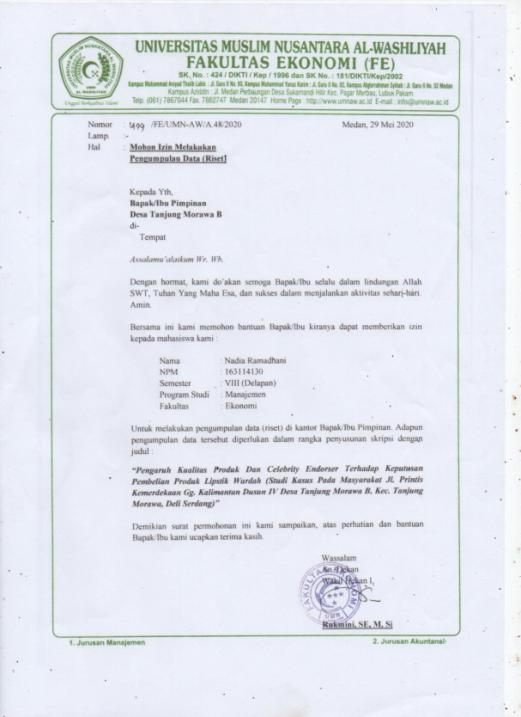 UNIVERSITAS MUSLIM NUSANTARA AL-WASHLIYAH
FAKULTAS EKONOMI (FE)
SK. No. : 424 / DIKTI / Kep / 1996 dan SK No. : 181/DIKTI/Kep/2002
Kampus Muhammad Arsyad Thalib Lubis : Jl. Garu II No. 93, Kampus Muhammad Yunus Karim : Jl. Garu II No. 02, Kampus Abdurrahman Syihab : Jl. Garu II No. 52 Medan
Kampus Aziddin : Jl. Medan Perbaungan Desa Sukamandi Hilir Kec. Pagar Merbau, Lubuk Pakam
Telp. (061) 7867044 Fax. 7862747 Medan 20147 Home Page : http://www.umnaw.ac.id E-mail : info@umnaw.ac.id
Nomor : /FE/UMN-AW/A.48/2020 Medan, 29 Mei 2020
Lamp. :-
Hal : Mohon Izin Melakukan
Pengumpulan Data (Riset]
Kepada Yth,
Bapak/Ibu Pimpinan
Desa Tanjung Morawa B
di-
Tempat
Assalamu'alaikum Wr. Wb.
Dengan hormat, kami do'akan semoga Bapak/Ibu selalu dalam lindungan Allah
SWT, Tuhan Yang Maha Esa, dan sukses dalam menjalankan aktivitas sehari-hari.
Amin.
Bersama ini kami memohon bantuan Bapak/Ibu kiranya dapat memberikan izin
kepada mahasiswa kami :
Nama : Nadia Ramadhani
NPM : 163114130
Semester : VIII (Delapan)
Program Studi : Manajemen
Fakultas : Ekonomi
Untuk melakukan pengumpulan data (riset) di kantor Bapak/Ibu Pimpinan. Adapun
pengumpulan data tersebut diperlukan dalam rangka penyusunan skripsi dengan
judul :
"Pengaruh Kualitas Produk Dan Celebrity Endorser Terhadap Keputusan
Pembelian Produk Lipstik Wardah (Studi Kasus Pada Masyarakat Jl. Printis
Kemerdekaan Gg. Kalimantan Dusun IV Desa Tanjung Morawa B, Kec. Tanjung
Morawa, Deli Serdang)"
Demikian surat permohonan ini kami sampaikan, atas perhatian dan bantuan
Bapak/Ibu kami ucapkan terima kasih.
Wassalam
An. Dekan
Wakil Dekan I,
Rukmini, SE, M. Si
1. Jurusan Manajemen 2. Jurusan Akuntansi